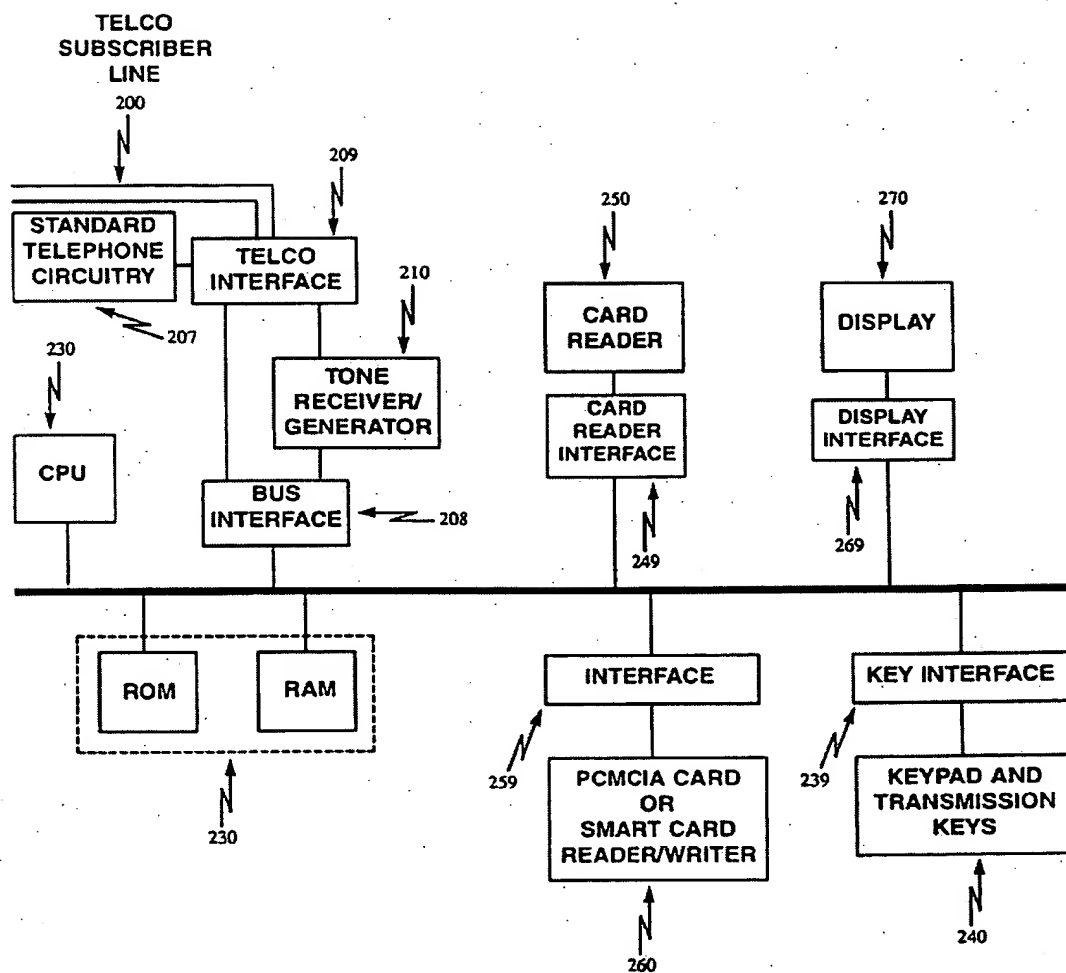 TELCO
SUBSCRIBER
LINE
200
209
STANDARD
TELEPHONE
CIRCUITRY
TELCO
INTERFACE
207
210
230
CPU
TONE
RECEIVER/
GENERATOR
BUS
INTERFACE
208
250
CARD
READER
CARD
READER
INTERFACE
249
270
DISPLAY
DISPLAY
INTERFACE
269
ROM
RAM
230
INTERFACE
259
PCMCIA CARD
OR
SMART CARD
READER/WRITER
260
KEY INTERFACE
239
KEYPAD AND
TRANSMISSION
KEYS
240